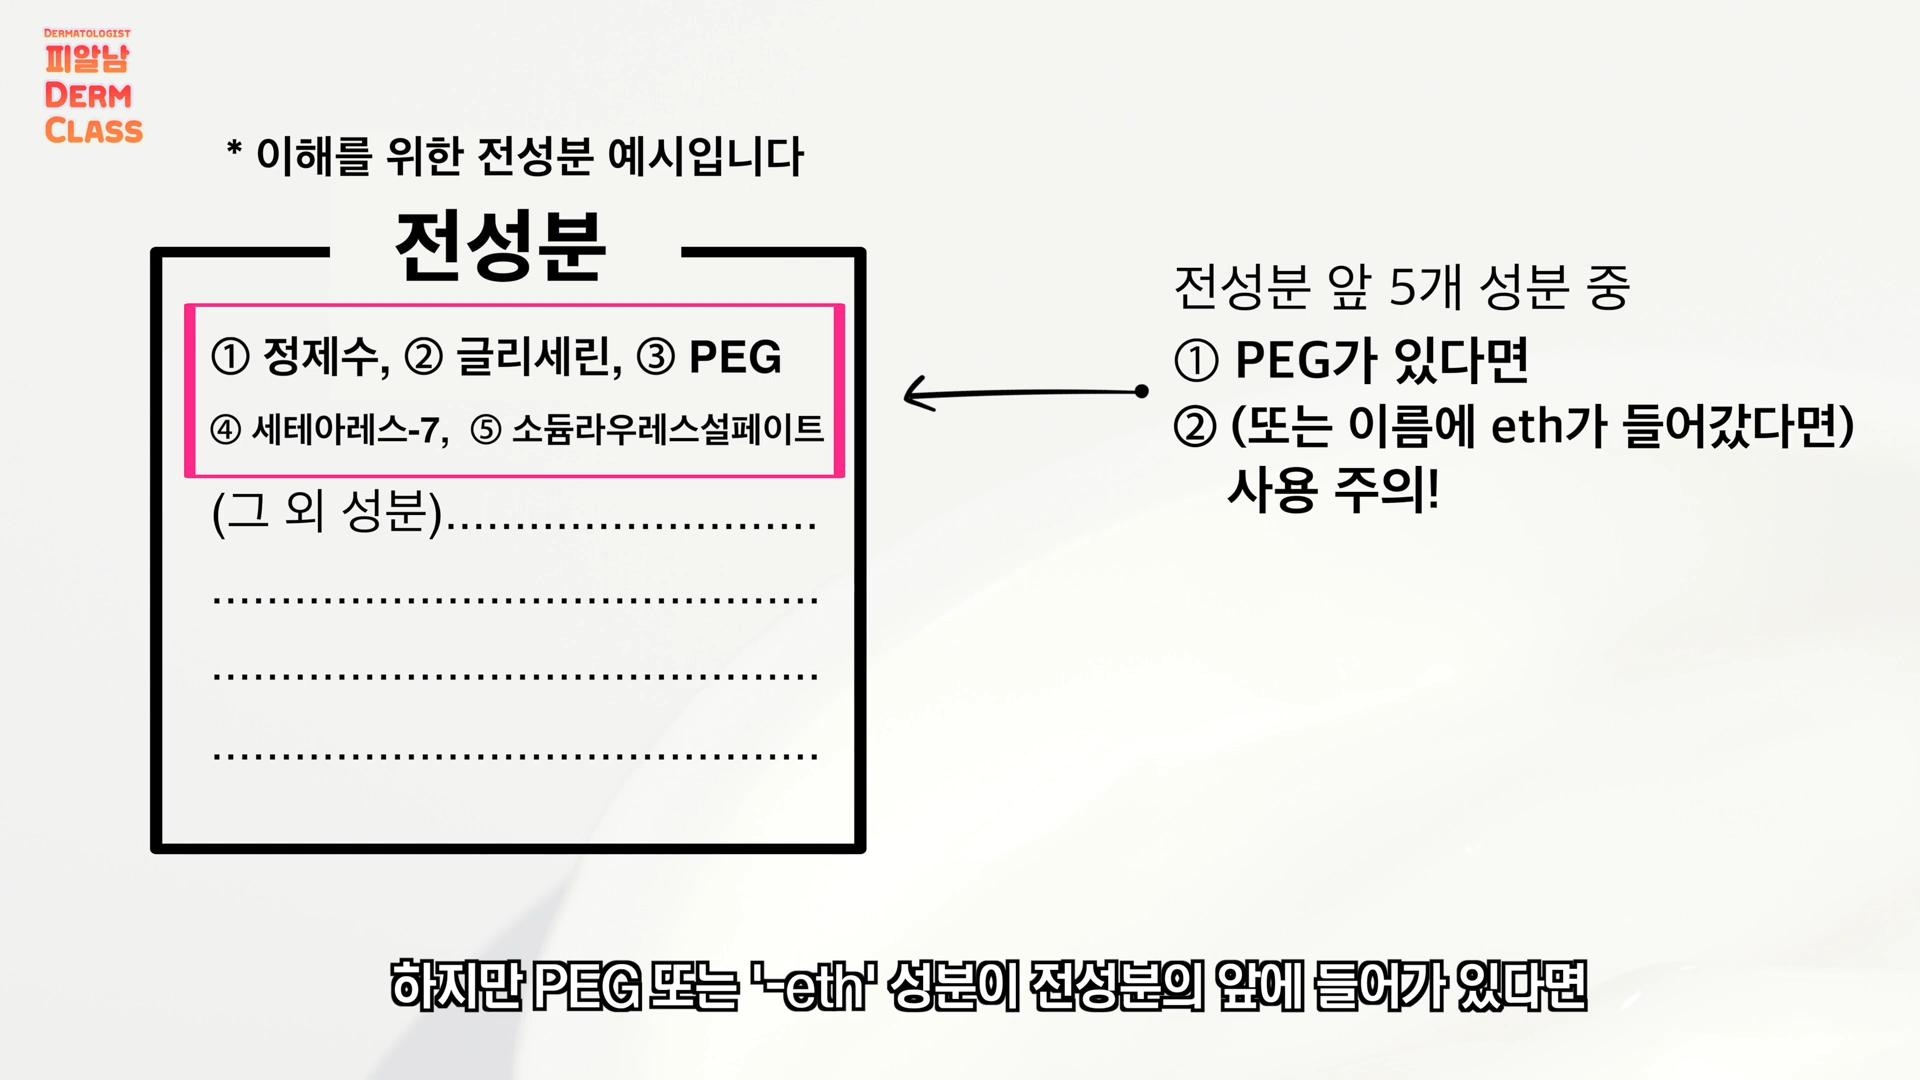 DERMATOLOGIST
피알남
DERM
CLASS
* 이해를 위한 전성분 예시입니다
전성분
① 정제수, ② 글리세린, ③ PEG
④ 세테아레스-7, ⑤ 소듐라우레스설페이트
(그 외 성분)...........................
............................................
............................................
............................................
전성분 앞 5개 성분 중
① PEG가 있다면
② (또는 이름에 eth가 들어갔다면)
사용 주의!
하지만 PEG 또는 '-eth' 성분이 전성분의 앞에 들어가 있다면